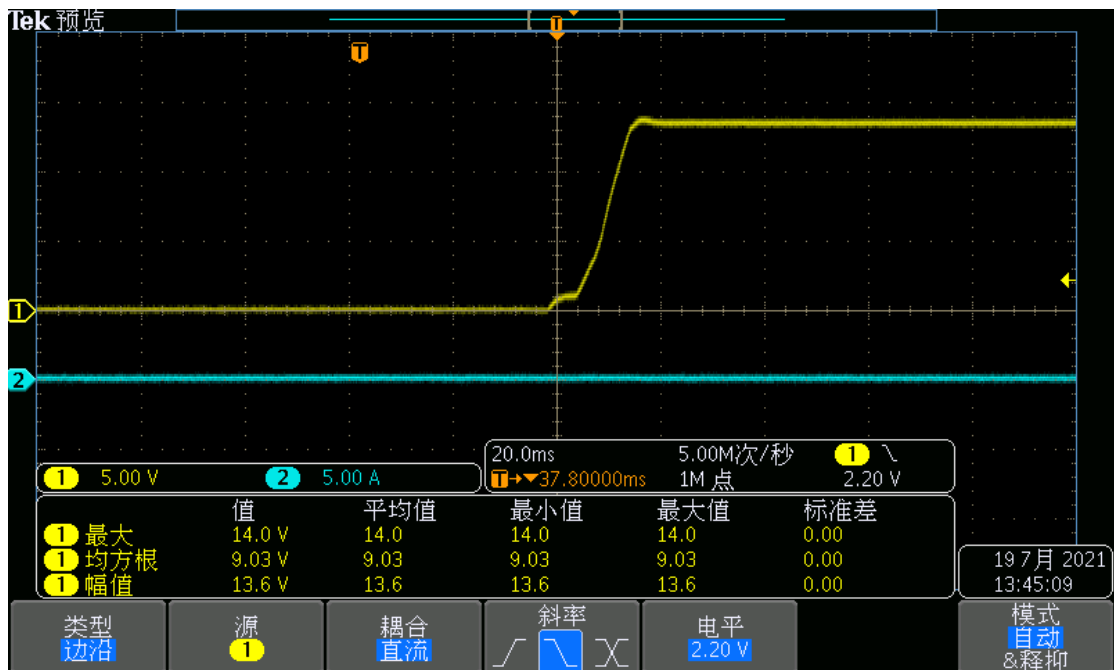 Tek 预览
T
T
1
2
1 5.00 V 2 5.00 A
20.0ms 5.00M次/秒 1
T→▼37.80000ms 1M 点 2.20 V
值 平均值 最小值 最大值 标准差
1 最大 14.0 V 14.0 14.0 14.0 0.00
1 均方根 9.03 V 9.03 9.03 9.03 0.00
1 幅值 13.6 V 13.6 13.6 13.6 0.00
19 7月 2021
13:45:09
类型
边沿
源
1
耦合
直流
斜率
电平
2.20 V
模式
自动
&释抑